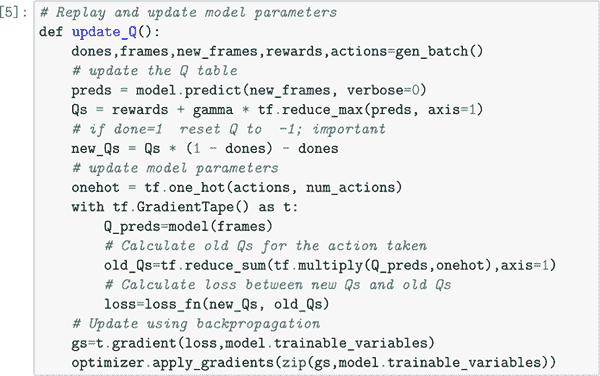 [5]: # Replay and update model parameters
def update_Q():
    dones,frames,new_frames,rewards,actions=gen_batch()
    # update the Q table
    preds = model.predict(new_frames, verbose=0)
    Qs = rewards + gamma * tf.reduce_max(preds, axis=1)
    # if done=1  reset Q to  -1; important
    new_Qs = Qs * (1 - dones) - dones
    # update model parameters
    onehot = tf.one_hot(actions, num_actions)
    with tf.GradientTape() as t:
        Q_preds=model(frames)
        # Calculate old Qs for the action taken
        old_Qs=tf.reduce_sum(tf.multiply(Q_preds,onehot),axis=1)
        # Calculate loss between new Qs and old Qs
        loss=loss_fn(new_Qs, old_Qs)
    # Update using backpropagation
    gs=t.gradient(loss,model.trainable_variables)
    optimizer.apply_gradients(zip(gs,model.trainable_variables))